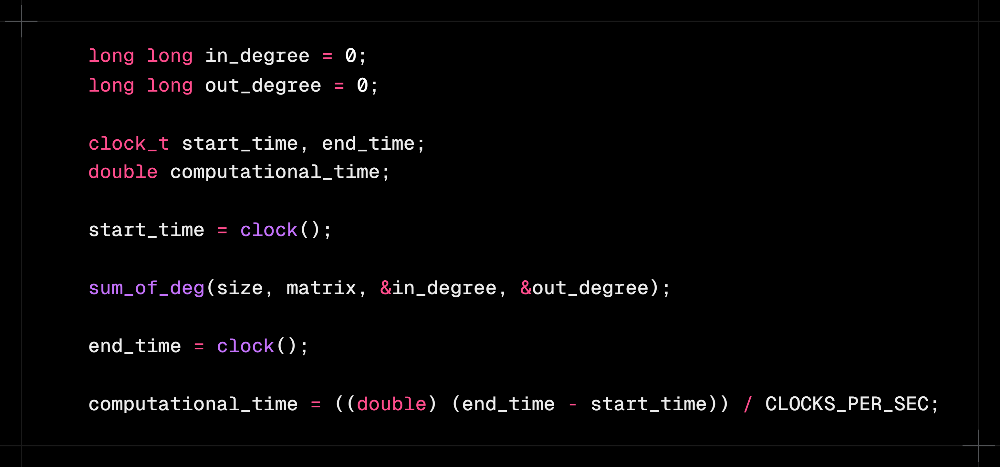 long long in_degree = 0;
long long out_degree = 0;
clock_t start_time, end_time;
double computational_time;
start_time = clock();
sum_of_deg(size, matrix, &in_degree, &out_degree);
end_time = clock();
computational_time = ((double) (end_time - start_time)) / CLOCKS_PER_SEC;